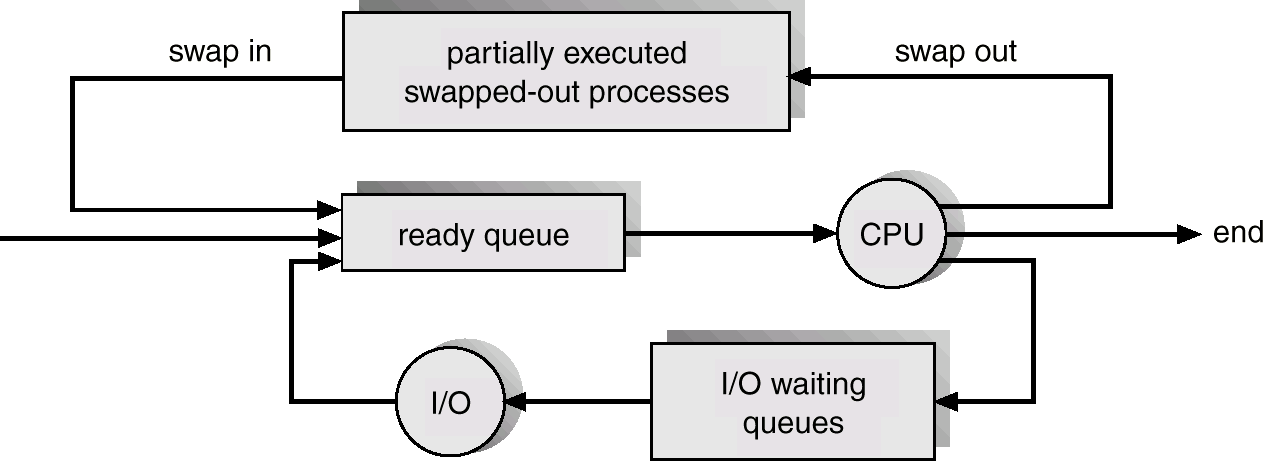 swap in
partially executed
swapped-out processes
swap out
ready queue
CPU
end
I/O
I/O waiting
queues